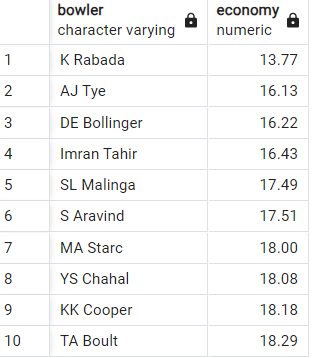 bowler economy
character varying numeric
1 K Rabada 13.77
2 AJ Tye 16.13
3 DE Bollinger 16.22
4 Imran Tahir 16.43
5 SL Malinga 17.49
6 S Aravind 17.51
7 MA Starc 18.00
8 YS Chahal 18.08
9 KK Cooper 18.18
10 TA Boult 18.29